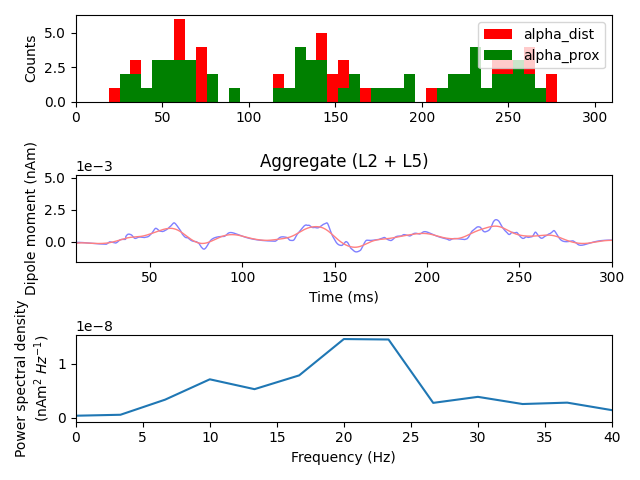 5.0
2.5
0.0
Counts
alpha_dist
alpha_prox
0 50 100 150 200 250 300
Aggregate (L2 + L5)
1e−3
5.0
2.5
0.0
Dipole moment (nAm)
50 100 150 200 250 300
Time (ms)
1e−8
1
0
Power spectral density
(nAm² Hz⁻¹)
0 5 10 15 20 25 30 35 40
Frequency (Hz)